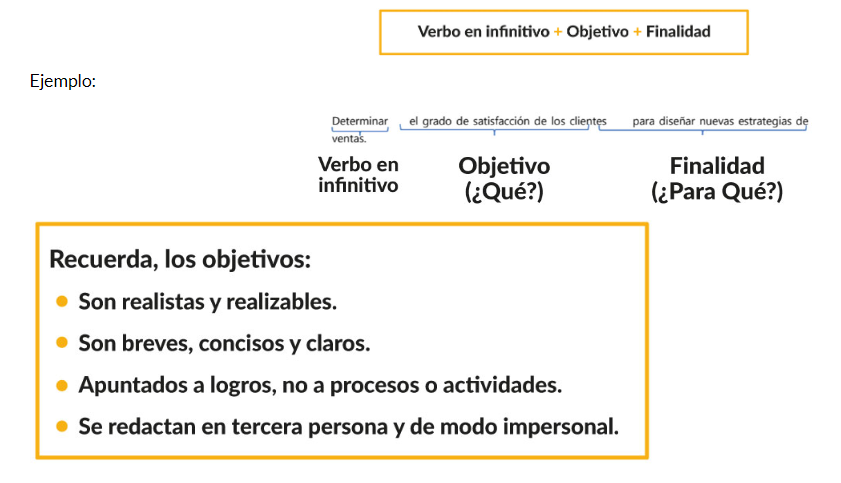 Verbo en infinitivo + Objetivo + Finalidad
Ejemplo:
Determinar el grado de satisfacción de los clientes para diseñar nuevas estrategias de
ventas.
Verbo en
infinitivo
Objetivo
(¿Qué?)
Finalidad
(¿Para Qué?)
Recuerda, los objetivos:
Son realistas y realizables.
Son breves, concisos y claros.
Apuntados a logros, no a procesos o actividades.
Se redactan en tercera persona y de modo impersonal.